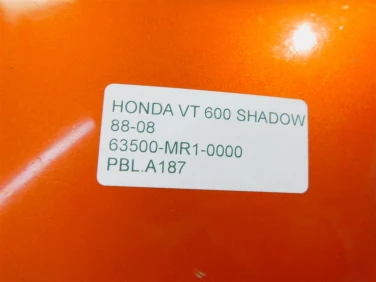 HONDA VT 600 SHADOW
88-08
63500-MR1-0000
PBL.A187